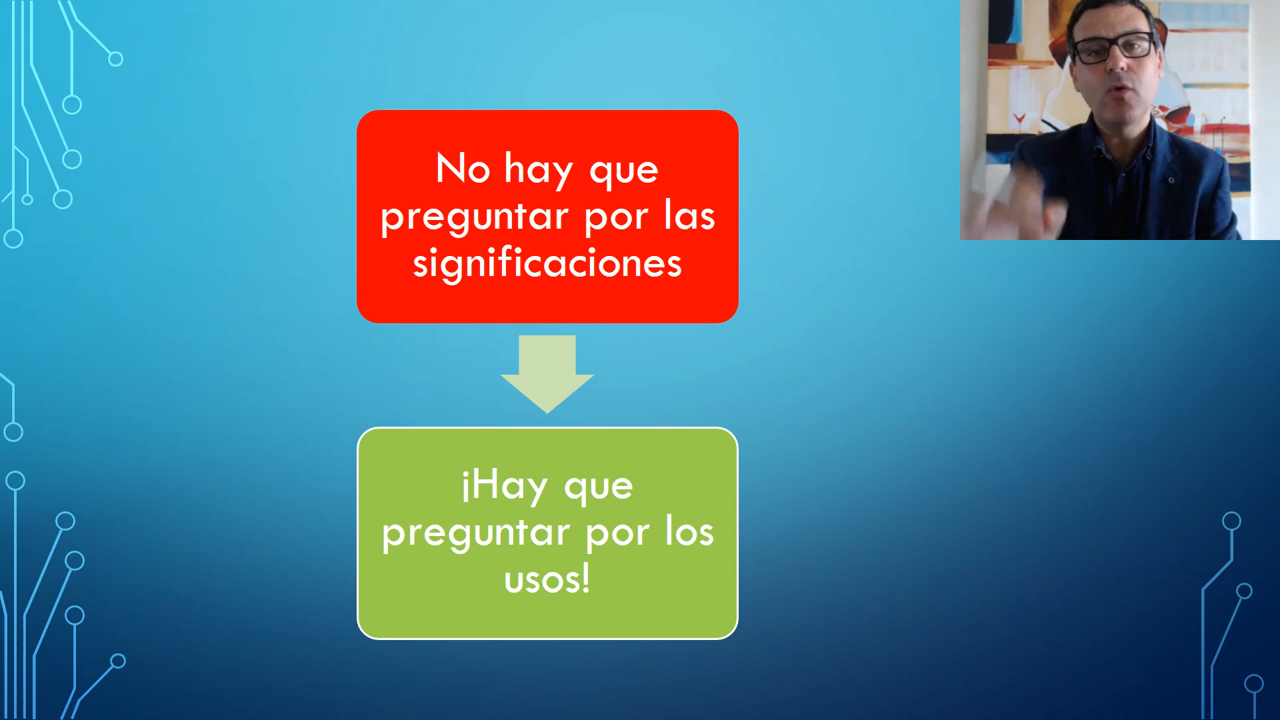 No hay que
preguntar por las
significaciones
¡Hay que
preguntar por los
usos!